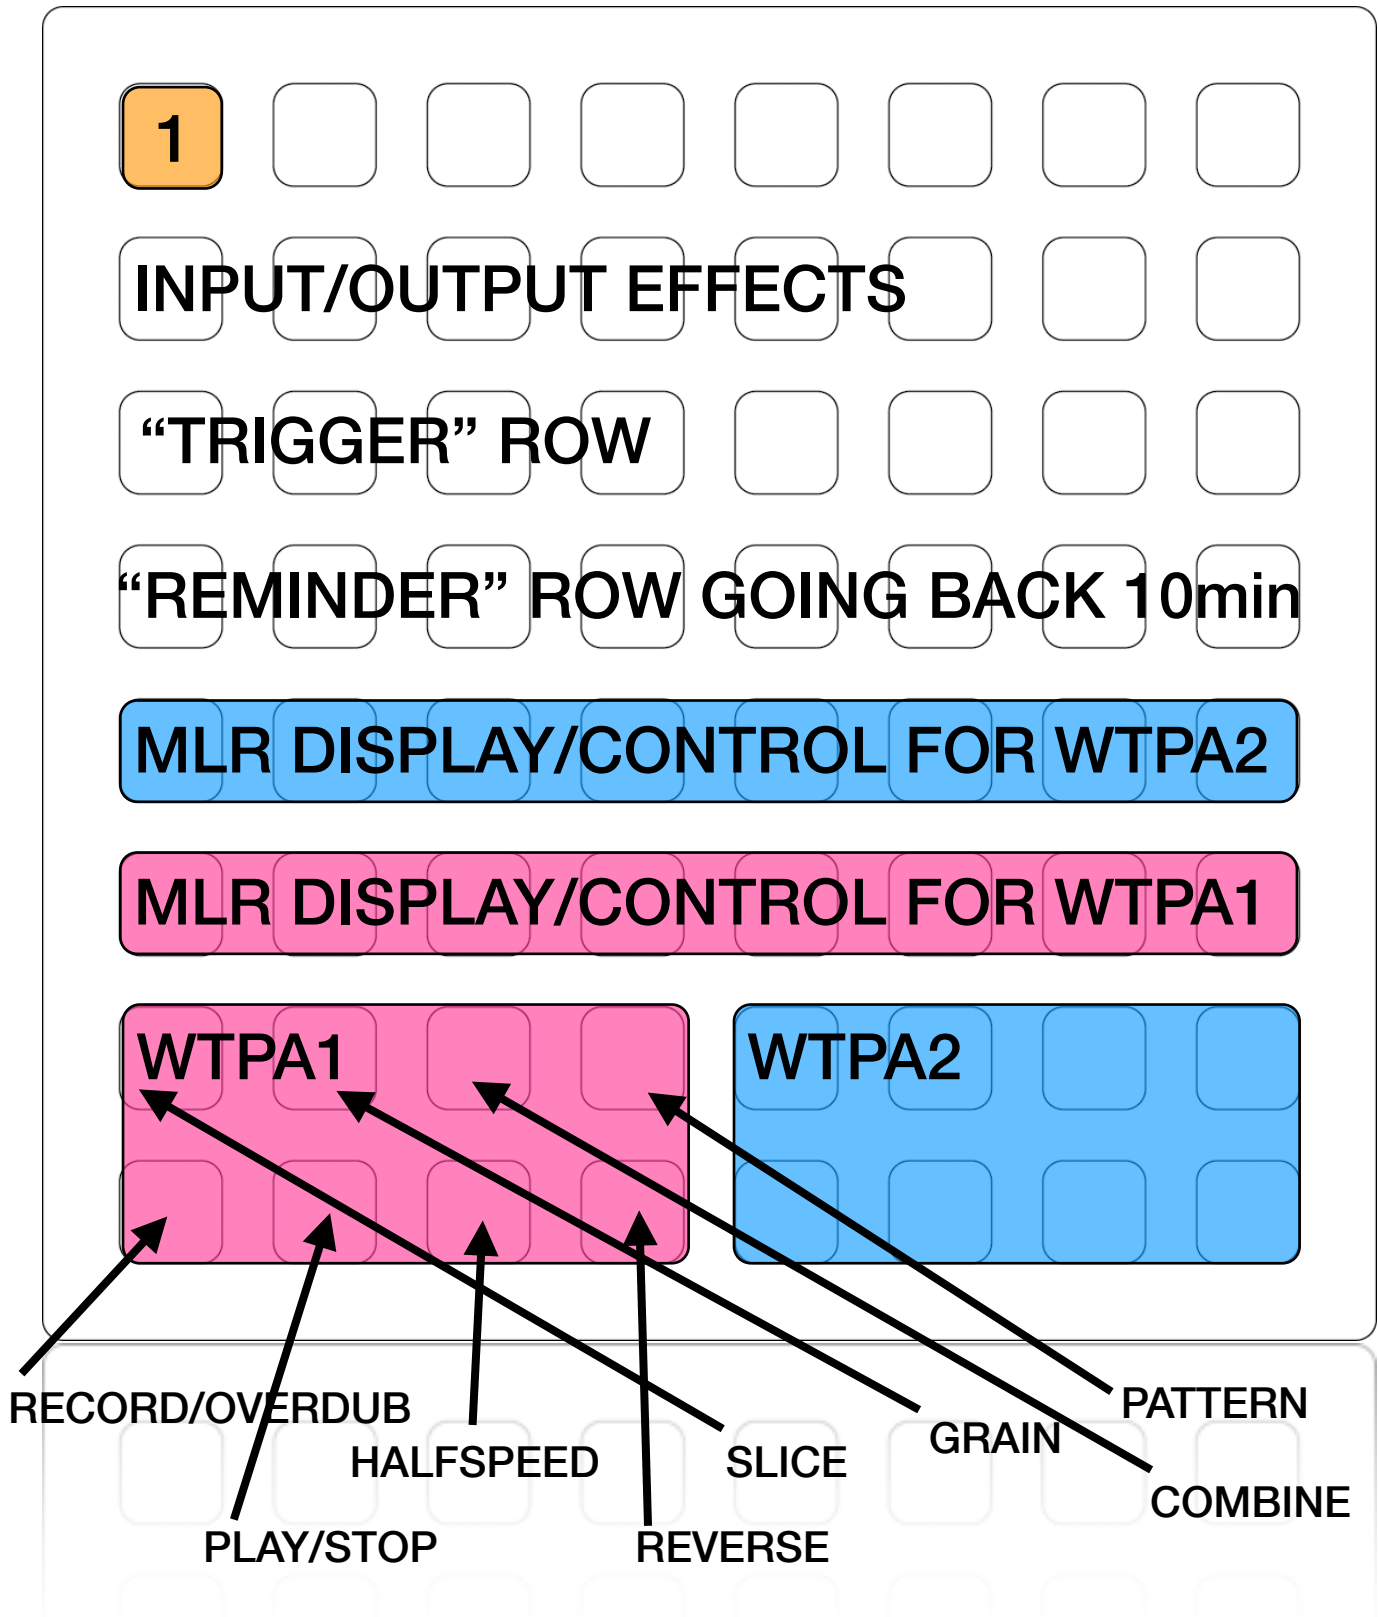 1
INPUT/OUTPUT EFFECTS
“TRIGGER” ROW
“REMINDER” ROW GOING BACK 10min
MLR DISPLAY/CONTROL FOR WTPA2
MLR DISPLAY/CONTROL FOR WTPA1
WTPA1
WTPA2
RECORD/OVERDUB
PATTERN
GRAIN
HALFSPEED
SLICE
COMBINE
PLAY/STOP
REVERSE